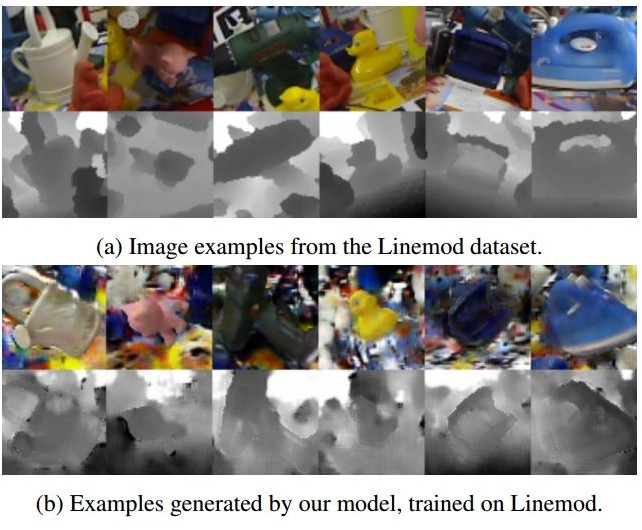 (a) Image examples from the Linemod dataset.
(b) Examples generated by our model, trained on Linemod.